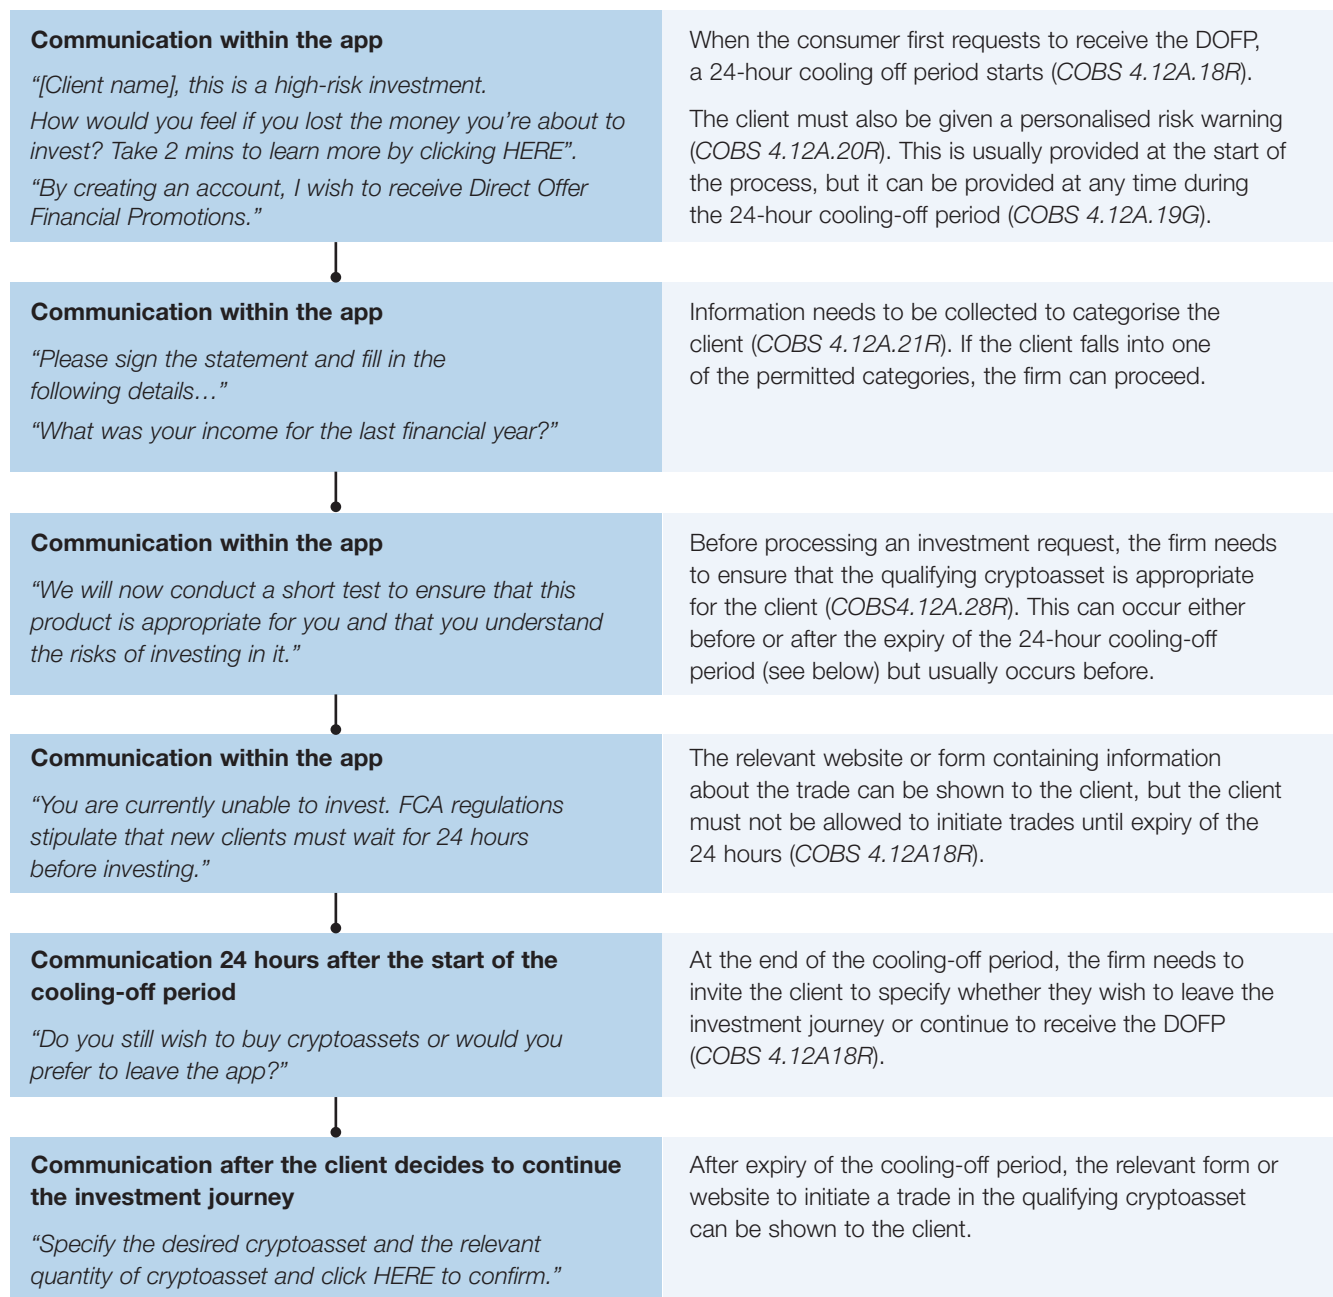 Communication within the app
“[Client name], this is a high-risk investment.
How would you feel if you lost the money you’re about to
invest? Take 2 mins to learn more by clicking HERE”.
“By creating an account, I wish to receive Direct Offer
Financial Promotions.”
When the consumer first requests to receive the DOFP,
a 24-hour cooling off period starts (COBS 4.12A.18R).
The client must also be given a personalised risk warning
(COBS 4.12A.20R). This is usually provided at the start of
the process, but it can be provided at any time during
the 24-hour cooling-off period (COBS 4.12A.19G).
Communication within the app
“Please sign the statement and fill in the
following details…”
“What was your income for the last financial year?”
Information needs to be collected to categorise the
client (COBS 4.12A.21R). If the client falls into one
of the permitted categories, the firm can proceed.
Communication within the app
“We will now conduct a short test to ensure that this
product is appropriate for you and that you understand
the risks of investing in it.”
Before processing an investment request, the firm needs
to ensure that the qualifying cryptoasset is appropriate
for the client (COBS4.12A.28R). This can occur either
before or after the expiry of the 24-hour cooling-off
period (see below) but usually occurs before.
Communication within the app
“You are currently unable to invest. FCA regulations
stipulate that new clients must wait for 24 hours
before investing.”
The relevant website or form containing information
about the trade can be shown to the client, but the client
must not be allowed to initiate trades until expiry of the
24 hours (COBS 4.12A18R).
Communication 24 hours after the start of the
cooling-off period
“Do you still wish to buy cryptoassets or would you
prefer to leave the app?”
At the end of the cooling-off period, the firm needs to
invite the client to specify whether they wish to leave the
investment journey or continue to receive the DOFP
(COBS 4.12A18R).
Communication after the client decides to continue
the investment journey
“Specify the desired cryptoasset and the relevant
quantity of cryptoasset and click HERE to confirm.”
After expiry of the cooling-off period, the relevant form or
website to initiate a trade in the qualifying cryptoasset
can be shown to the client.